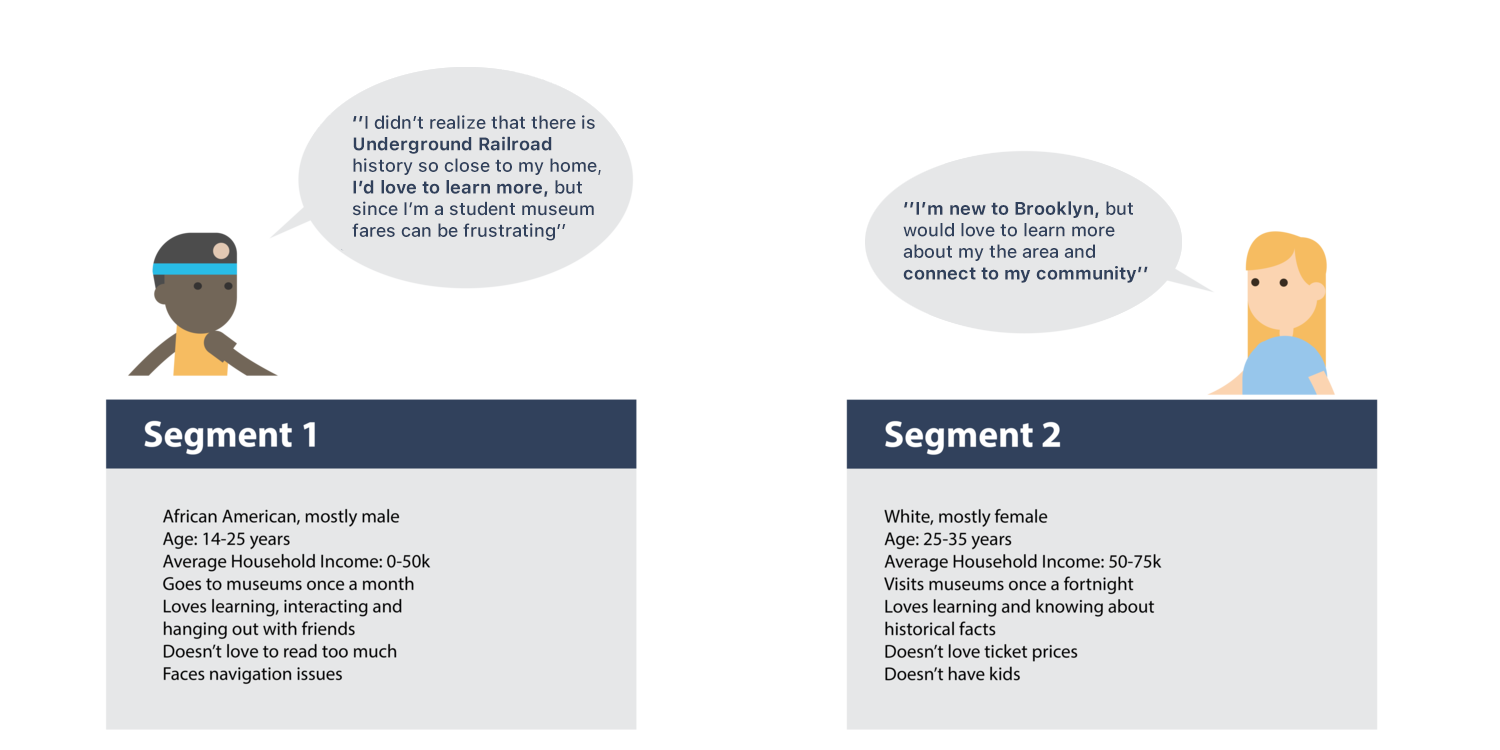 ''I didn't realize that there is
Underground Railroad
history so close to my home,
I'd love to learn more, but
since I'm a student museum
fares can be frustrating''
Segment 1
African American, mostly male
Age: 14-25 years
Average Household Income: 0-50k
Goes to museums once a month
Loves learning, interacting and
hanging out with friends
Doesn't love to read too much
Faces navigation issues
''I'm new to Brooklyn, but
would love to learn more
about my the area and
connect to my community''
Segment 2
White, mostly female
Age: 25-35 years
Average Household Income: 50-75k
Visits museums once a fortnight
Loves learning and knowing about
historical facts
Doesn't love ticket prices
Doesn't have kids